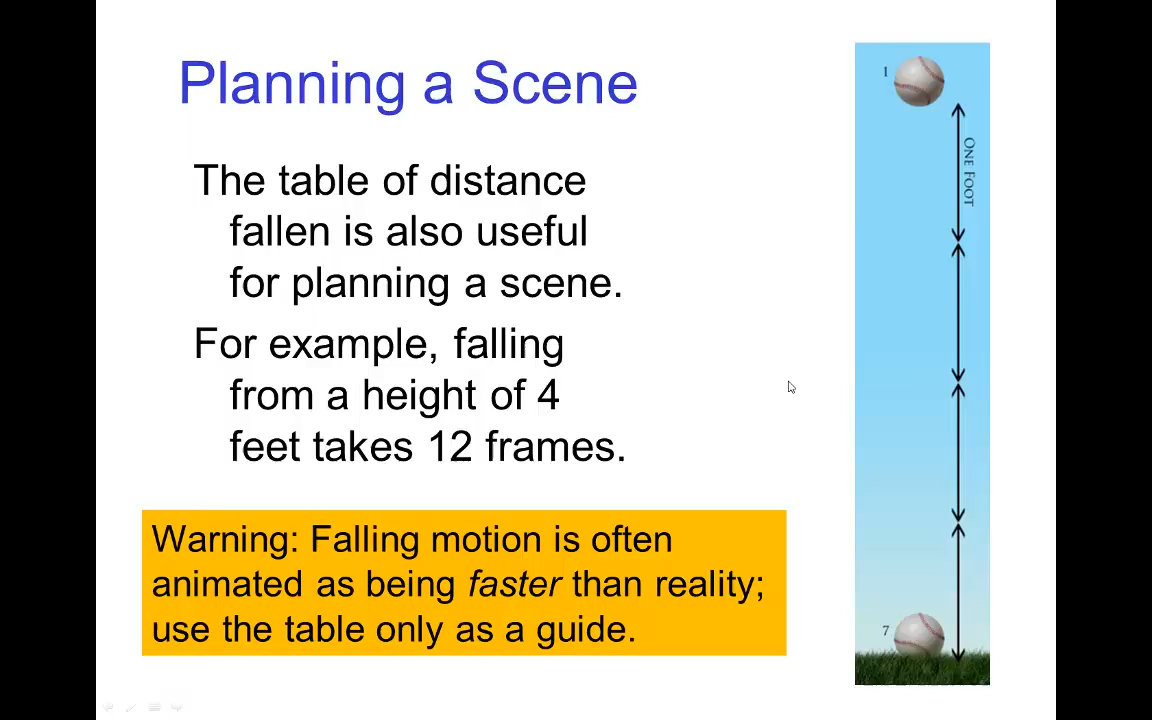 Planning a Scene
The table of distance
fallen is also useful
for planning a scene.
For example, falling
from a height of 4
feet takes 12 frames.
Warning: Falling motion is often
animated as being faster than reality;
use the table only as a guide.
1
ONE FOOT
7